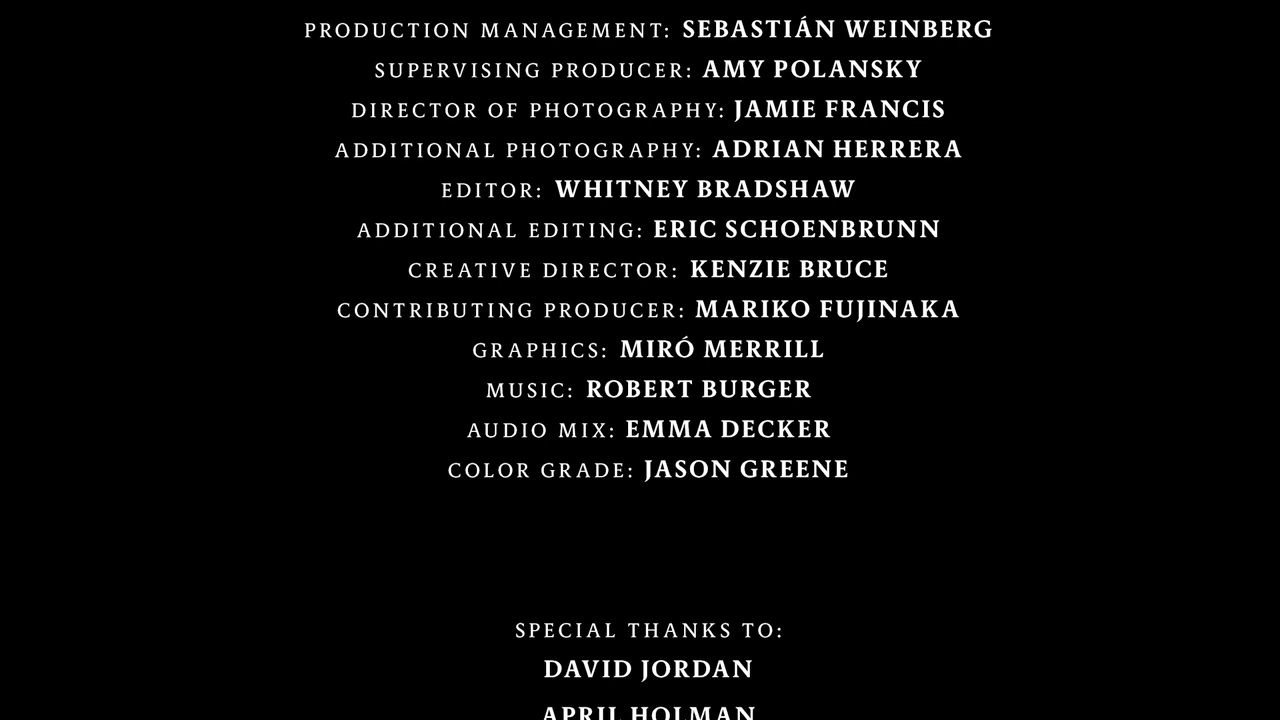 PRODUCTION MANAGEMENT: SEBASTIÁN WEINBERG
SUPERVISING PRODUCER: AMY POLANSKY
DIRECTOR OF PHOTOGRAPHY: JAMIE FRANCIS
ADDITIONAL PHOTOGRAPHY: ADRIAN HERRERA
EDITOR: WHITNEY BRADSHAW
ADDITIONAL EDITING: ERIC SCHOENBRUNN
CREATIVE DIRECTOR: KENZIE BRUCE
CONTRIBUTING PRODUCER: MARIKO FUJINAKA
GRAPHICS: MIRÓ MERRILL
MUSIC: ROBERT BURGER
AUDIO MIX: EMMA DECKER
COLOR GRADE: JASON GREENE
SPECIAL THANKS TO:
DAVID JORDAN
APRIL HOLMAN